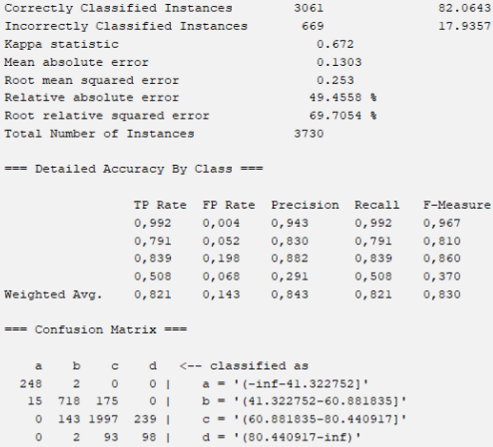 Correctly Classified Instances 3061 82.0643
Incorrectly Classified Instances 669 17.9357
Kappa statistic 0.672
Mean absolute error 0.1303
Root mean squared error 0.253
Relative absolute error 49.4558 %
Root relative squared error 69.7054 %
Total Number of Instances 3730
=== Detailed Accuracy By Class ===
TP Rate FP Rate Precision Recall F-Measure
0,992 0,004 0,943 0,992 0,967
0,791 0,052 0,830 0,791 0,810
0,839 0,198 0,882 0,839 0,860
0,508 0,068 0,291 0,508 0,370
Weighted Avg. 0,821 0,143 0,843 0,821 0,830
=== Confusion Matrix ===
a b c d <-- classified as
248 2 0 0 | a = '(-inf-41.322752]'
15 718 175 0 | b = '(41.322752-60.881835]'
0 143 1997 239 | c = '(60.881835-80.440917]'
0 2 93 98 | d = '(80.440917-inf)'